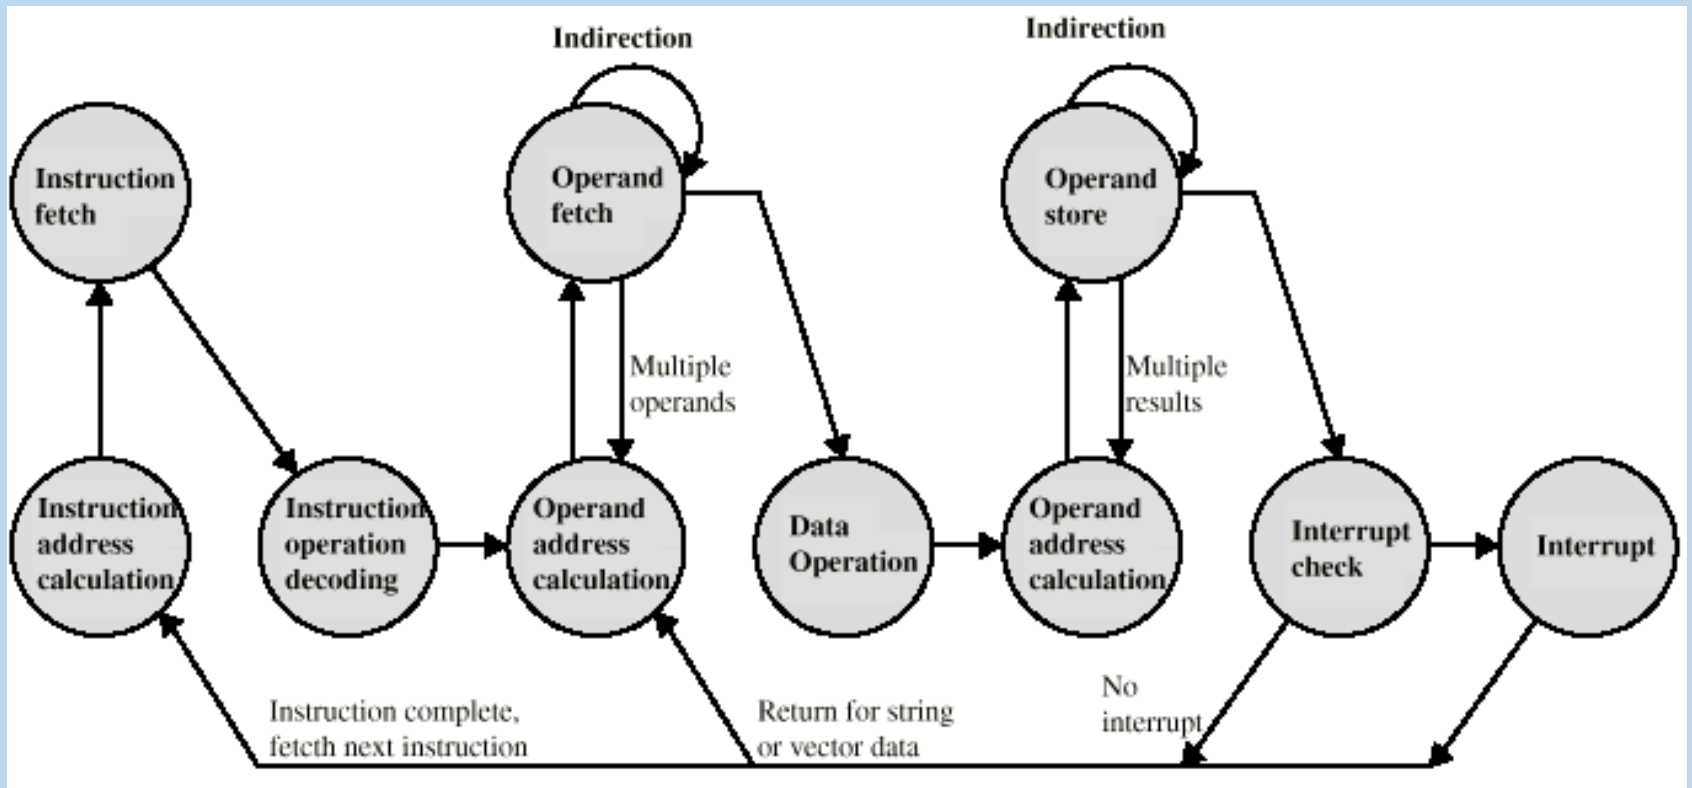 Indirection
Indirection
Instruction
fetch
Operand
fetch
Operand
store
Multiple
operands
Multiple
results
Instruction
address
calculation
Instruction
operation
decoding
Operand
address
calculation
Data
Operation
Operand
address
calculation
Interrupt
check
Interrupt
Instruction complete,
fetcth next instruction
Return for string
or vector data
No
interrupt